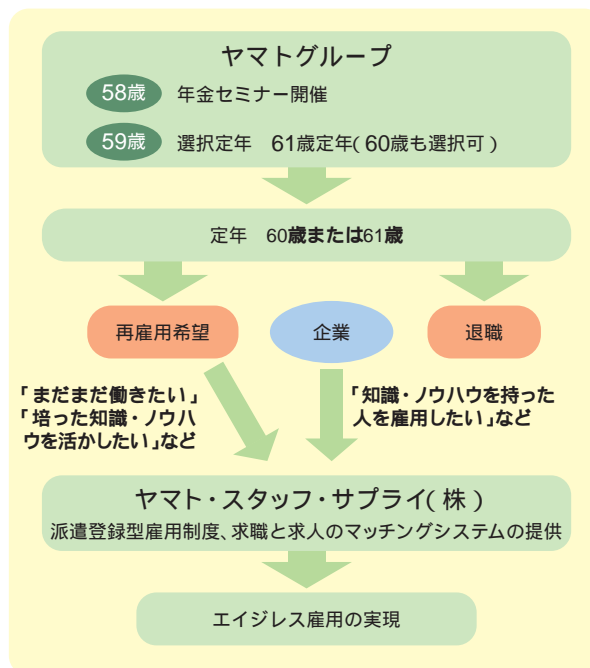 ヤマトグループ
58歳 年金セミナー開催
59歳 選択定年 61歳定年(60歳も選択可)
定年 60歳または61歳
再雇用希望
企業
退職
「まだまだ働きたい」
「培った知識・ノウハ
ウを活かしたい」など
「知識・ノウハウを持った
人を雇用したい」など
ヤマト・スタッフ・サプライ(株)
派遣登録型雇用制度、求職と求人のマッチングシステムの提供
エイジレス雇用の実現